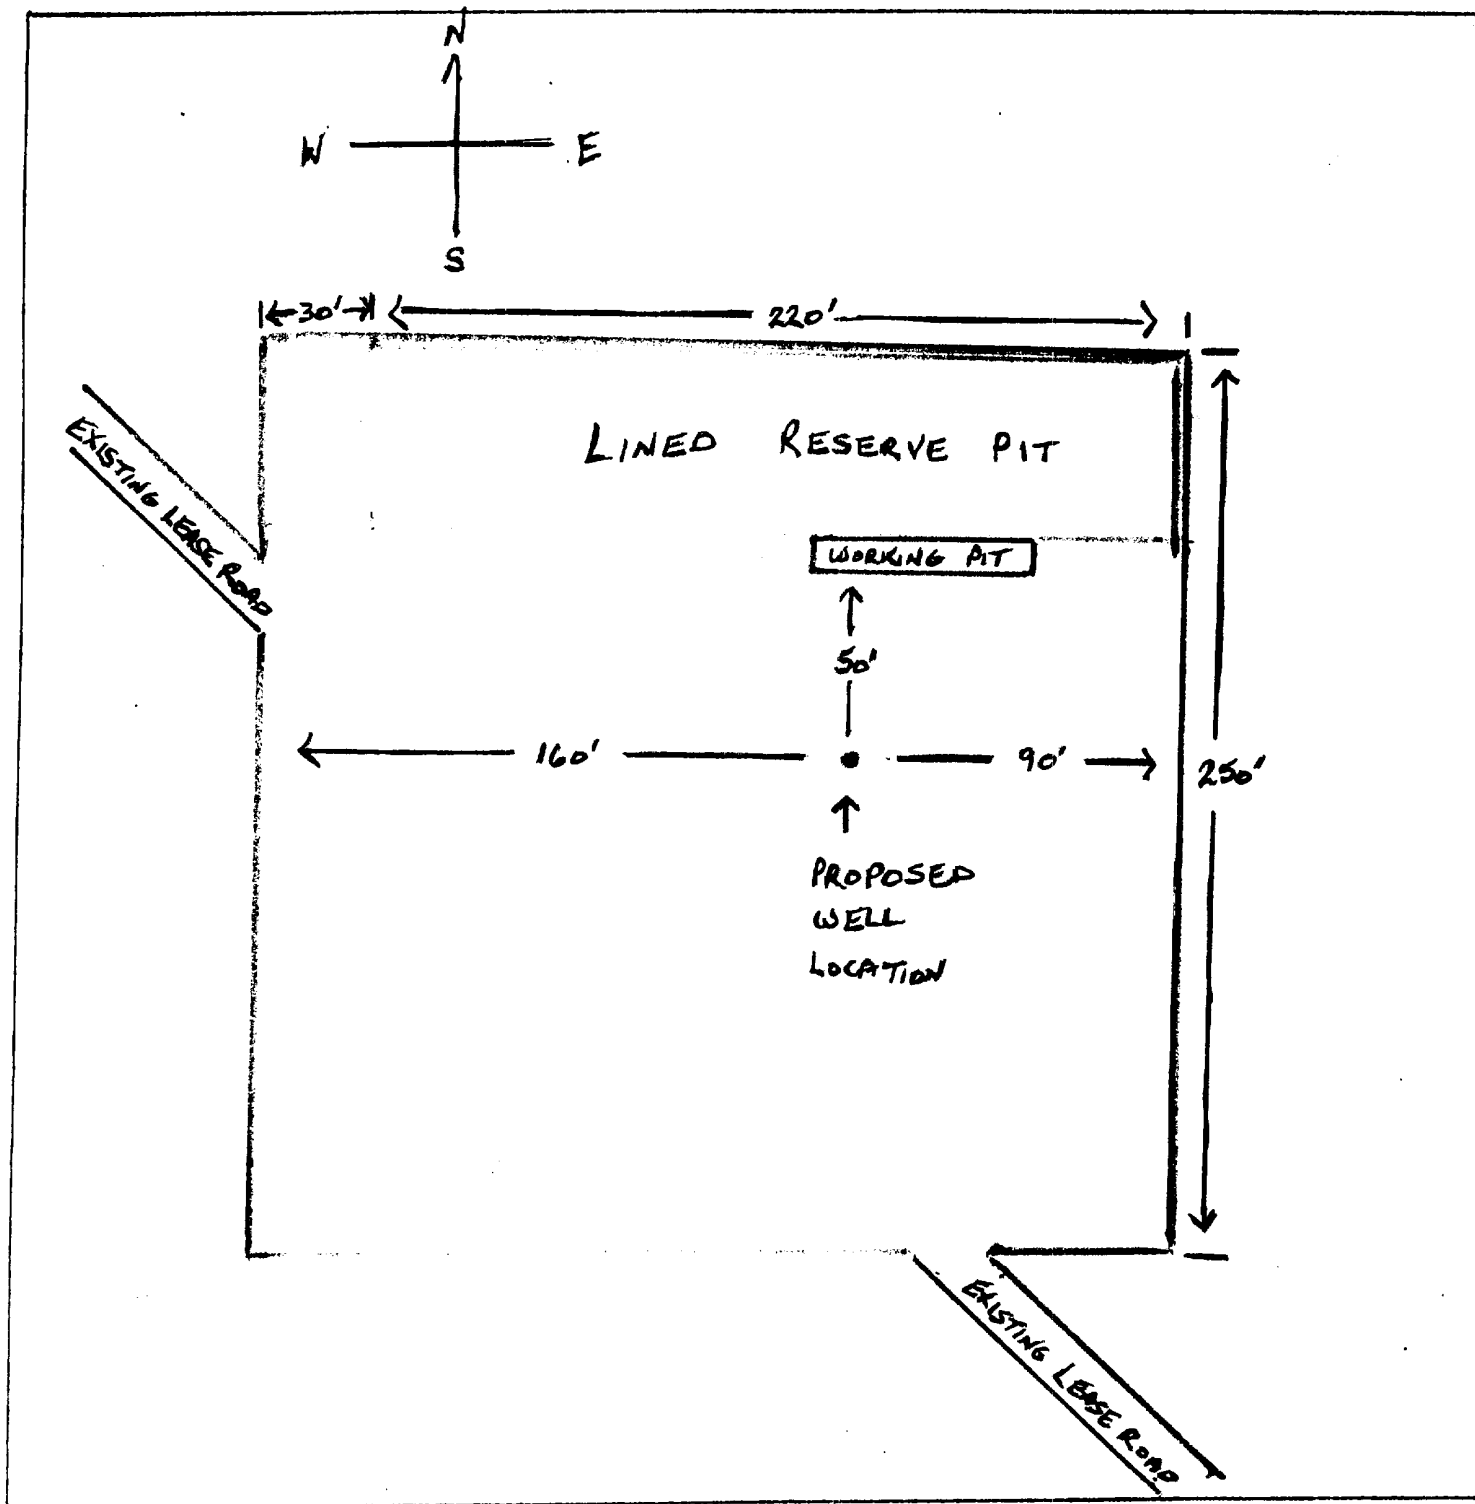 N
W E
S
30' 220'
LINED RESERVE PIT
EXISTING LEASE ROAD
WORKING PIT
50'
160' 90' 250'
PROPOSED
WELL
LOCATION
EXISTING LEASE ROAD